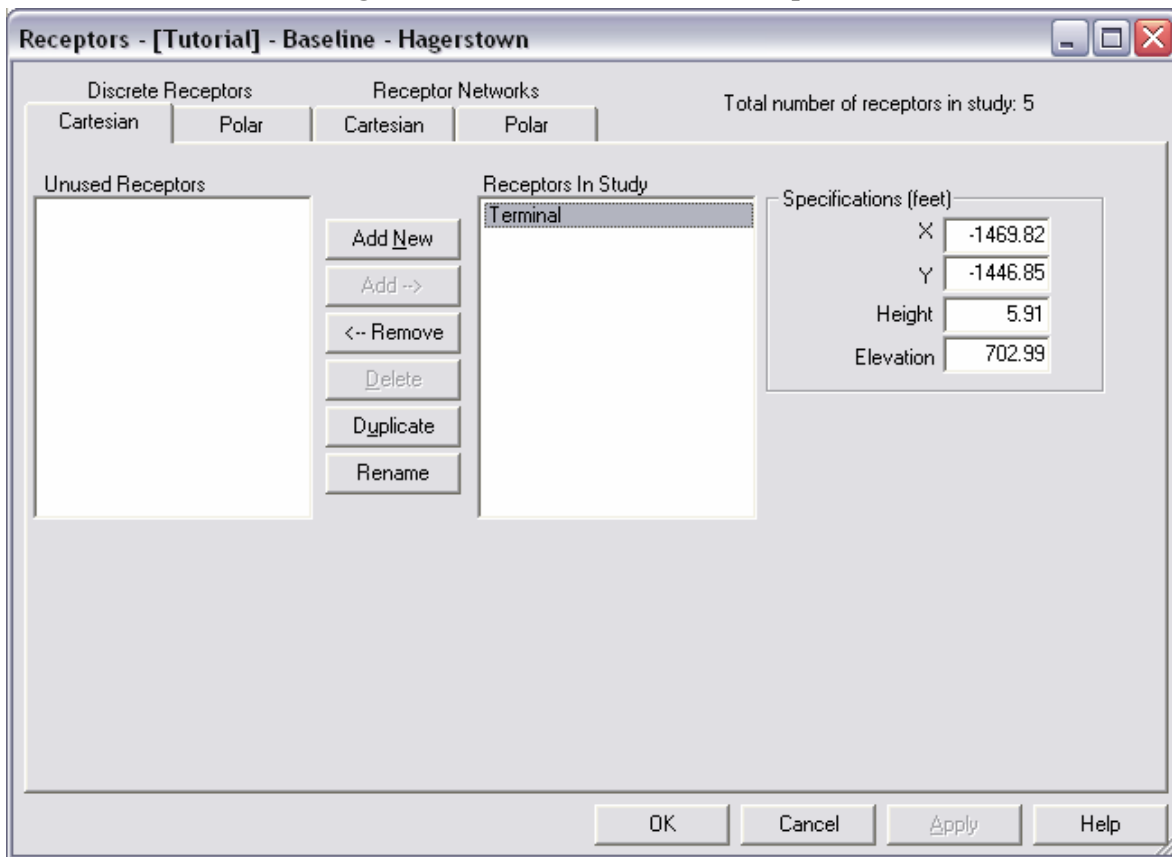 Receptors - [Tutorial] - Baseline - Hagerstown
Discrete Receptors Receptor Networks
Total number of receptors in study: 5
Cartesian Polar Cartesian Polar
Unused Receptors
Add New
Add -->
<-- Remove
Delete
Duplicate
Rename
Receptors In Study
Terminal
Specifications (feet)
X -1469.82
Y -1446.85
Height 5.91
Elevation 702.99
OK Cancel Apply Help